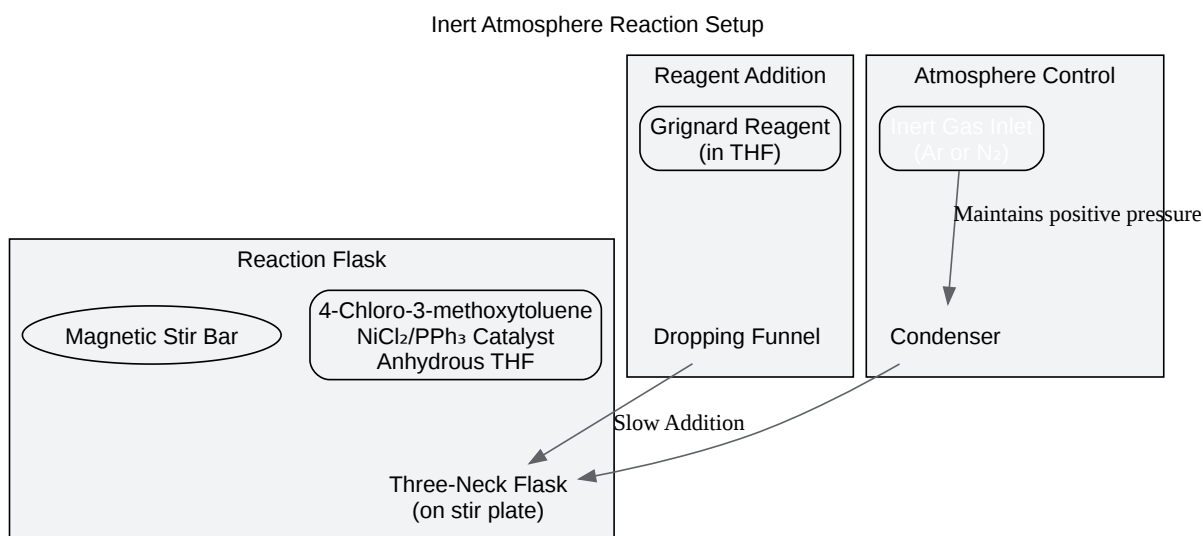 Inert Atmosphere Reaction Setup
Reagent Addition
Grignard Reagent
(in THF)
Dropping Funnel
Atmosphere Control
Inert Gas Inlet
(Ar or N₂)
Maintains positive pressure
Condenser
Reaction Flask
Magnetic Stir Bar
4-Chloro-3-methoxytoluene
NiCl₂/PPh₃ Catalyst
Anhydrous THF
Slow Addition
Three-Neck Flask
(on stir plate)